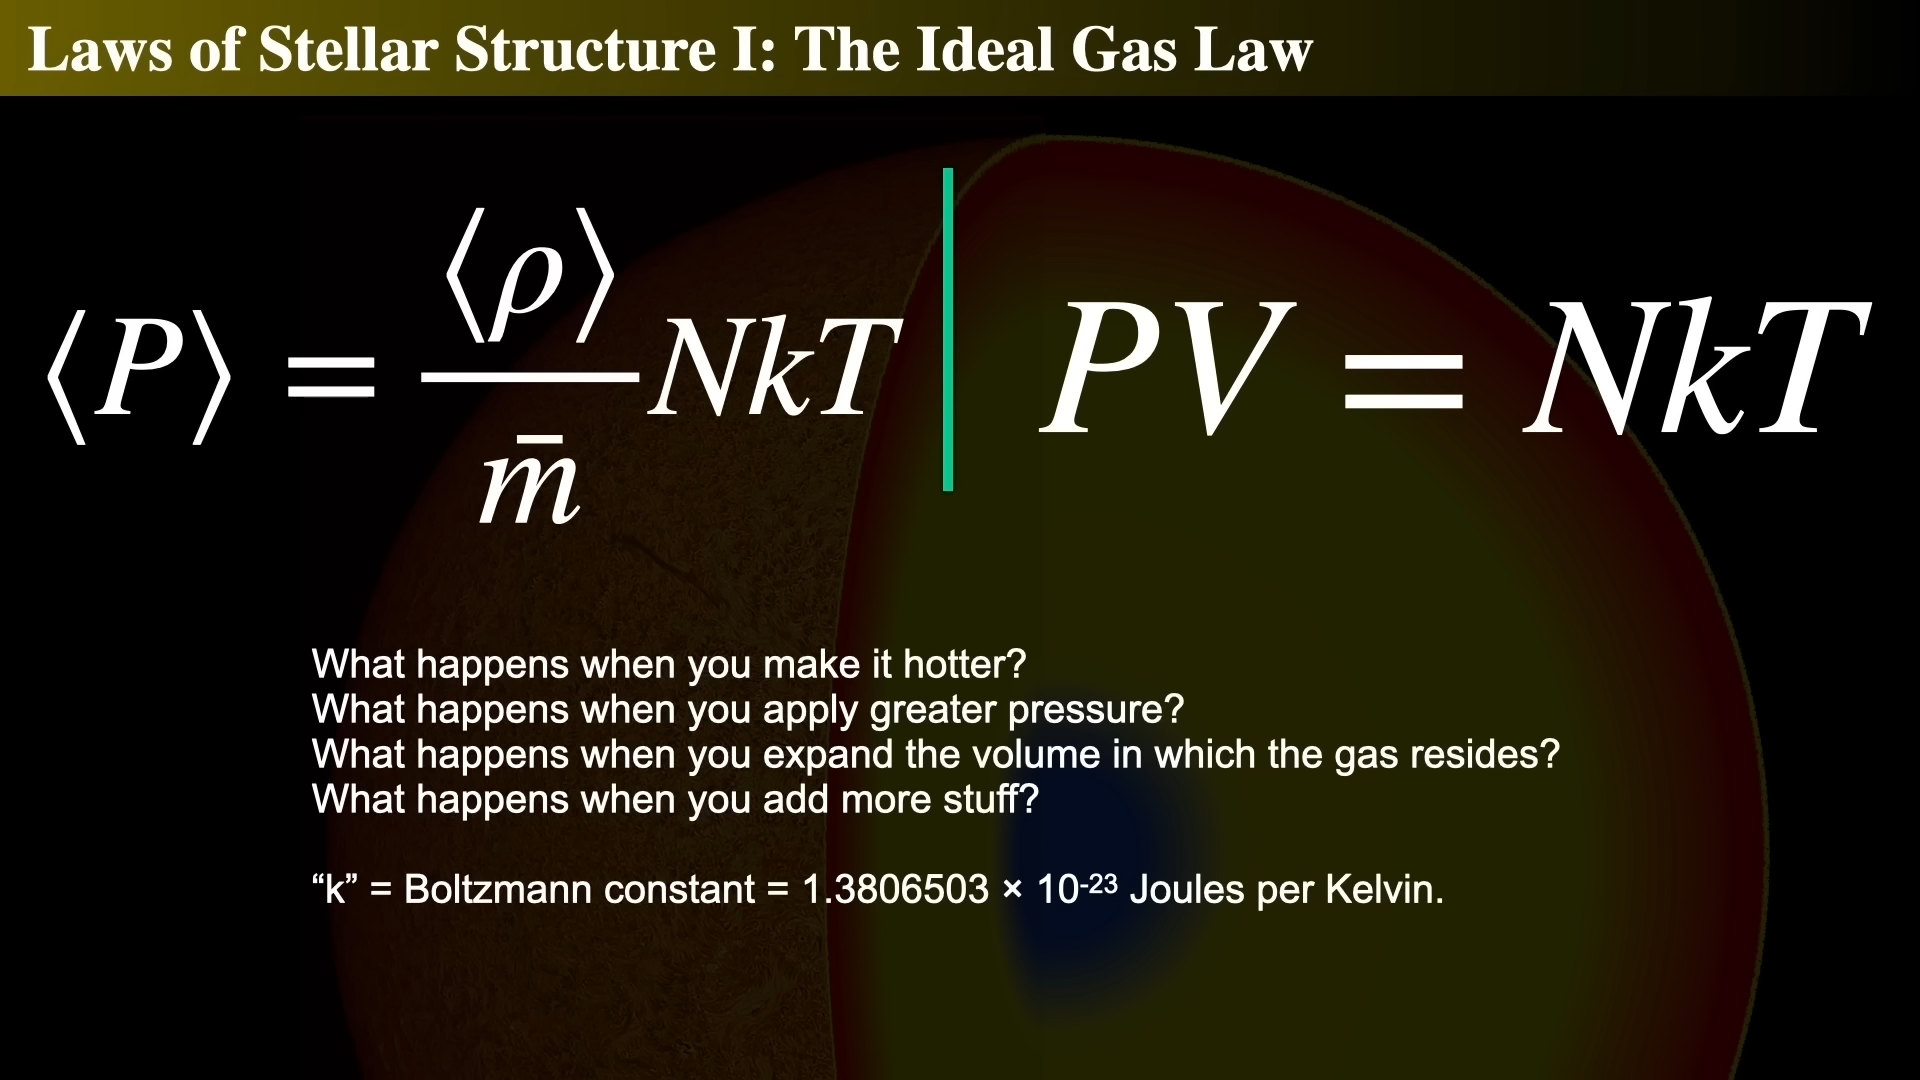 Laws of Stellar Structure I: The Ideal Gas Law
⟨P⟩ = ⟨ρ⟩/m̄ NkT
PV = NkT
What happens when you make it hotter?
What happens when you apply greater pressure?
What happens when you expand the volume in which the gas resides?
What happens when you add more stuff?
“k” = Boltzmann constant = 1.3806503 × 10⁻²³ Joules per Kelvin.